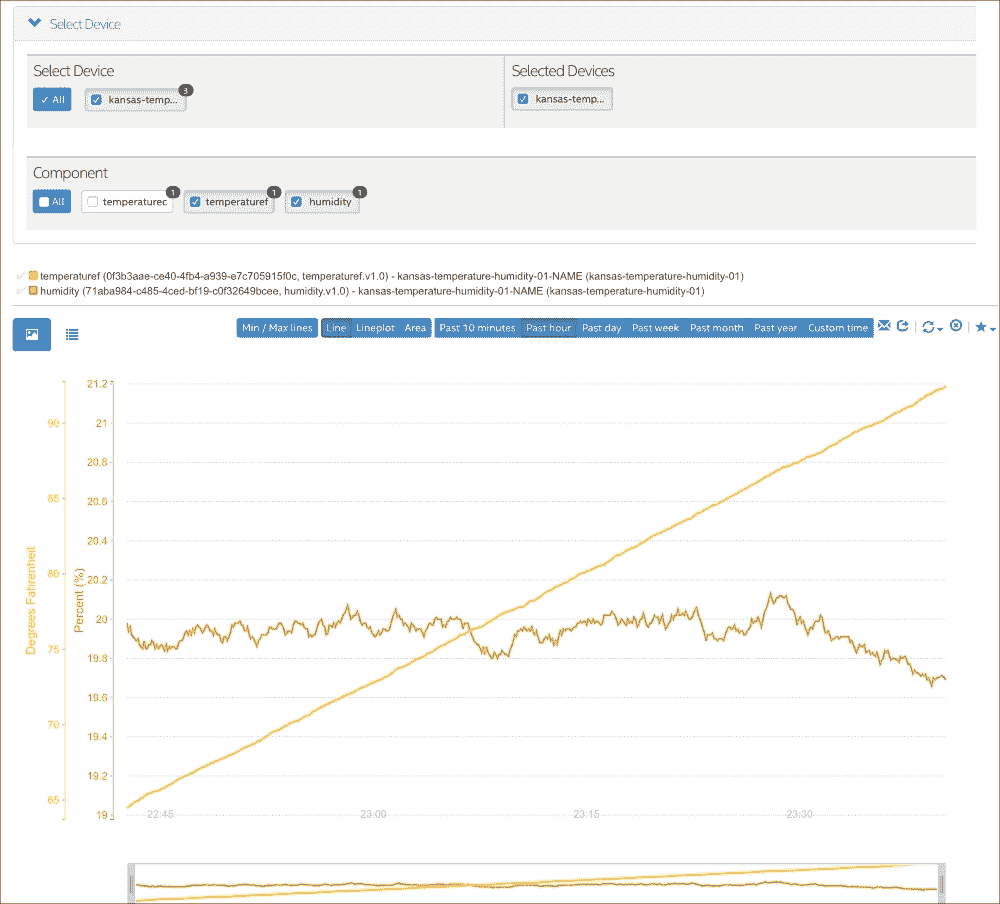 Select Device
Select Device
Selected Devices
All
kansas-temp...
3
kansas-temp...
Component
All
temperaturec
1
temperaturef
1
humidity
1
temperaturef (0f3b3aae-ce40-4fb4-a939-e7c705915f0c, temperaturef.v1.0) - kansas-temperature-humidity-01-NAME (kansas-temperature-humidity-01)
humidity (71aba984-c485-4ced-bf19-c0f32649bcee, humidity.v1.0) - kansas-temperature-humidity-01-NAME (kansas-temperature-humidity-01)
Min / Max lines
Line Lineplot Area
Past 10 minutes Past hour Past day Past week Past month Past year Custom time
Degrees Fahrenheit
90
85
80
75
70
65
Percent (%)
21.2
21
20.8
20.6
20.4
20.2
20
19.8
19.6
19.4
19.2
19
22:45 23:00 23:15 23:30